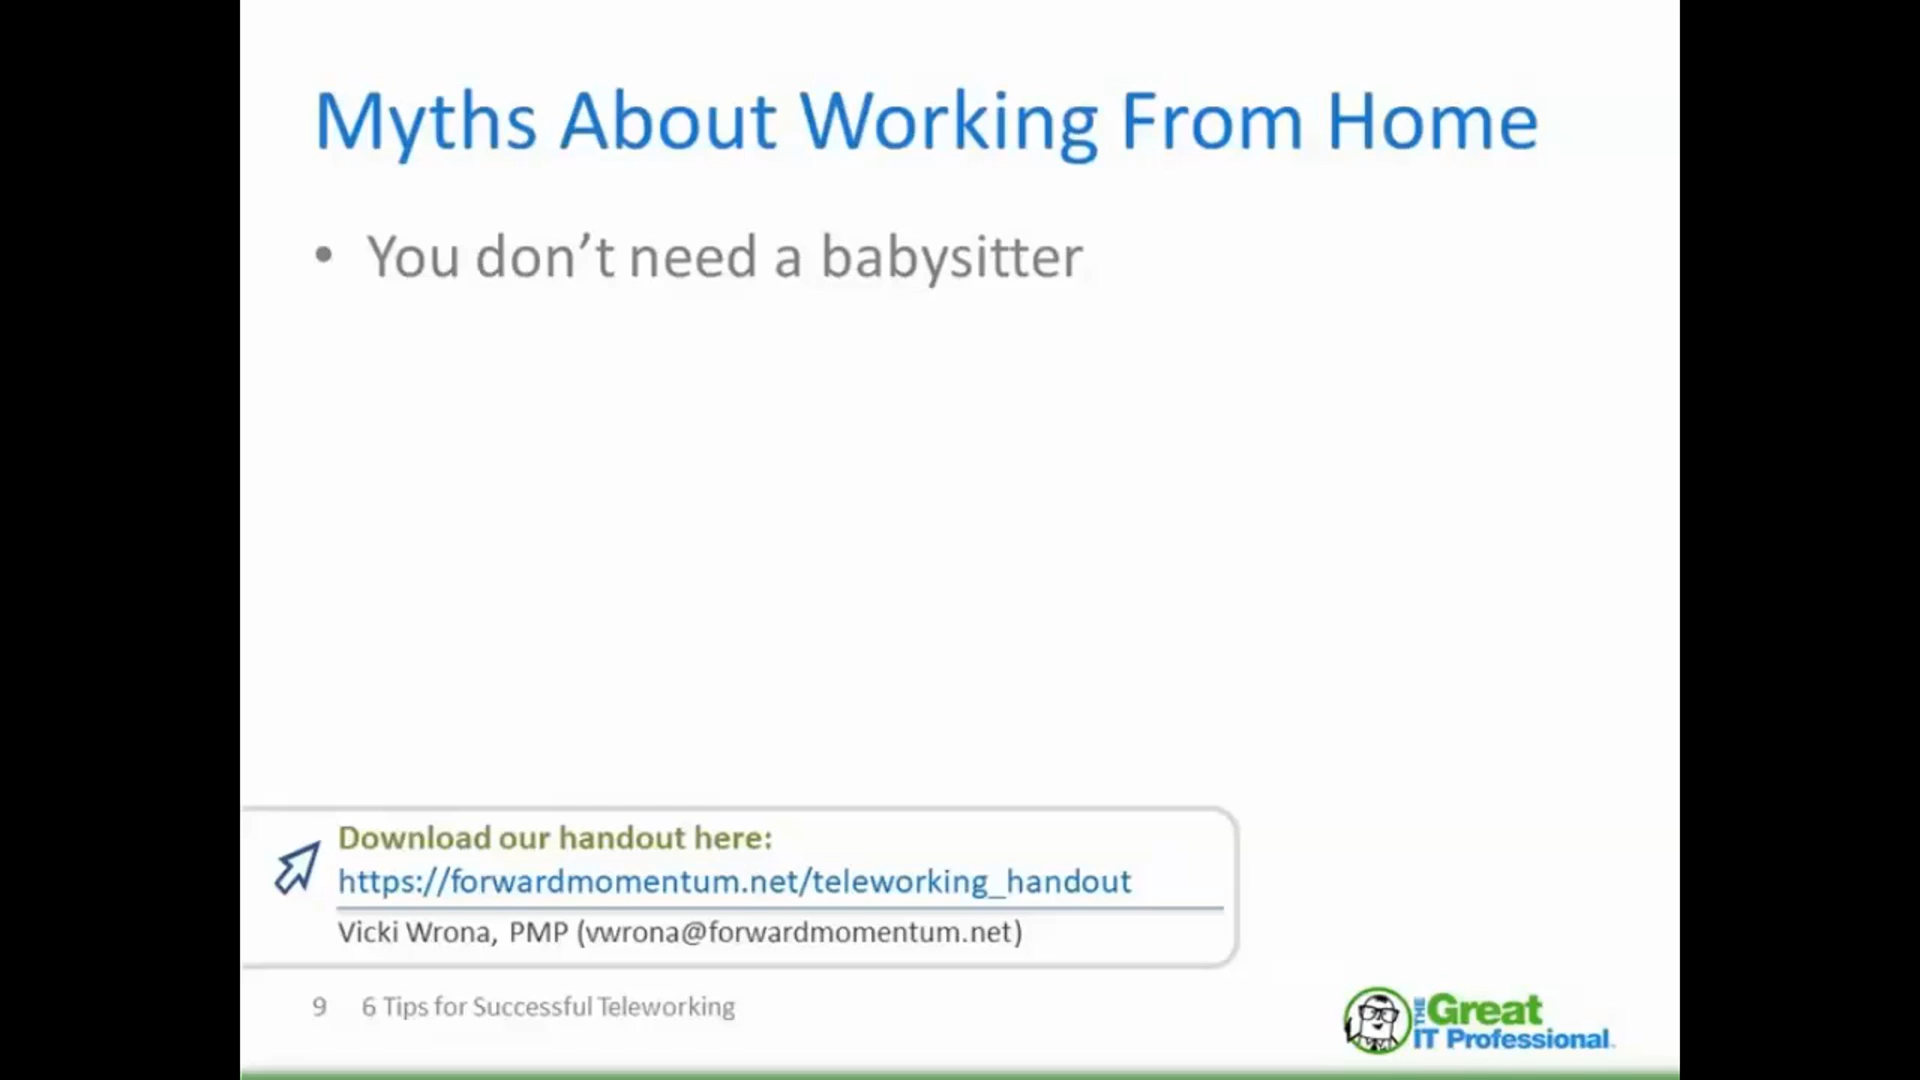 Myths About Working From Home
• You don't need a babysitter
Download our handout here:
https://forwardmomentum.net/teleworking_handout
Vicki Wrona, PMP (vwrona@forwardmomentum.net)
9 6 Tips for Successful Teleworking
THE Great
IT Professional